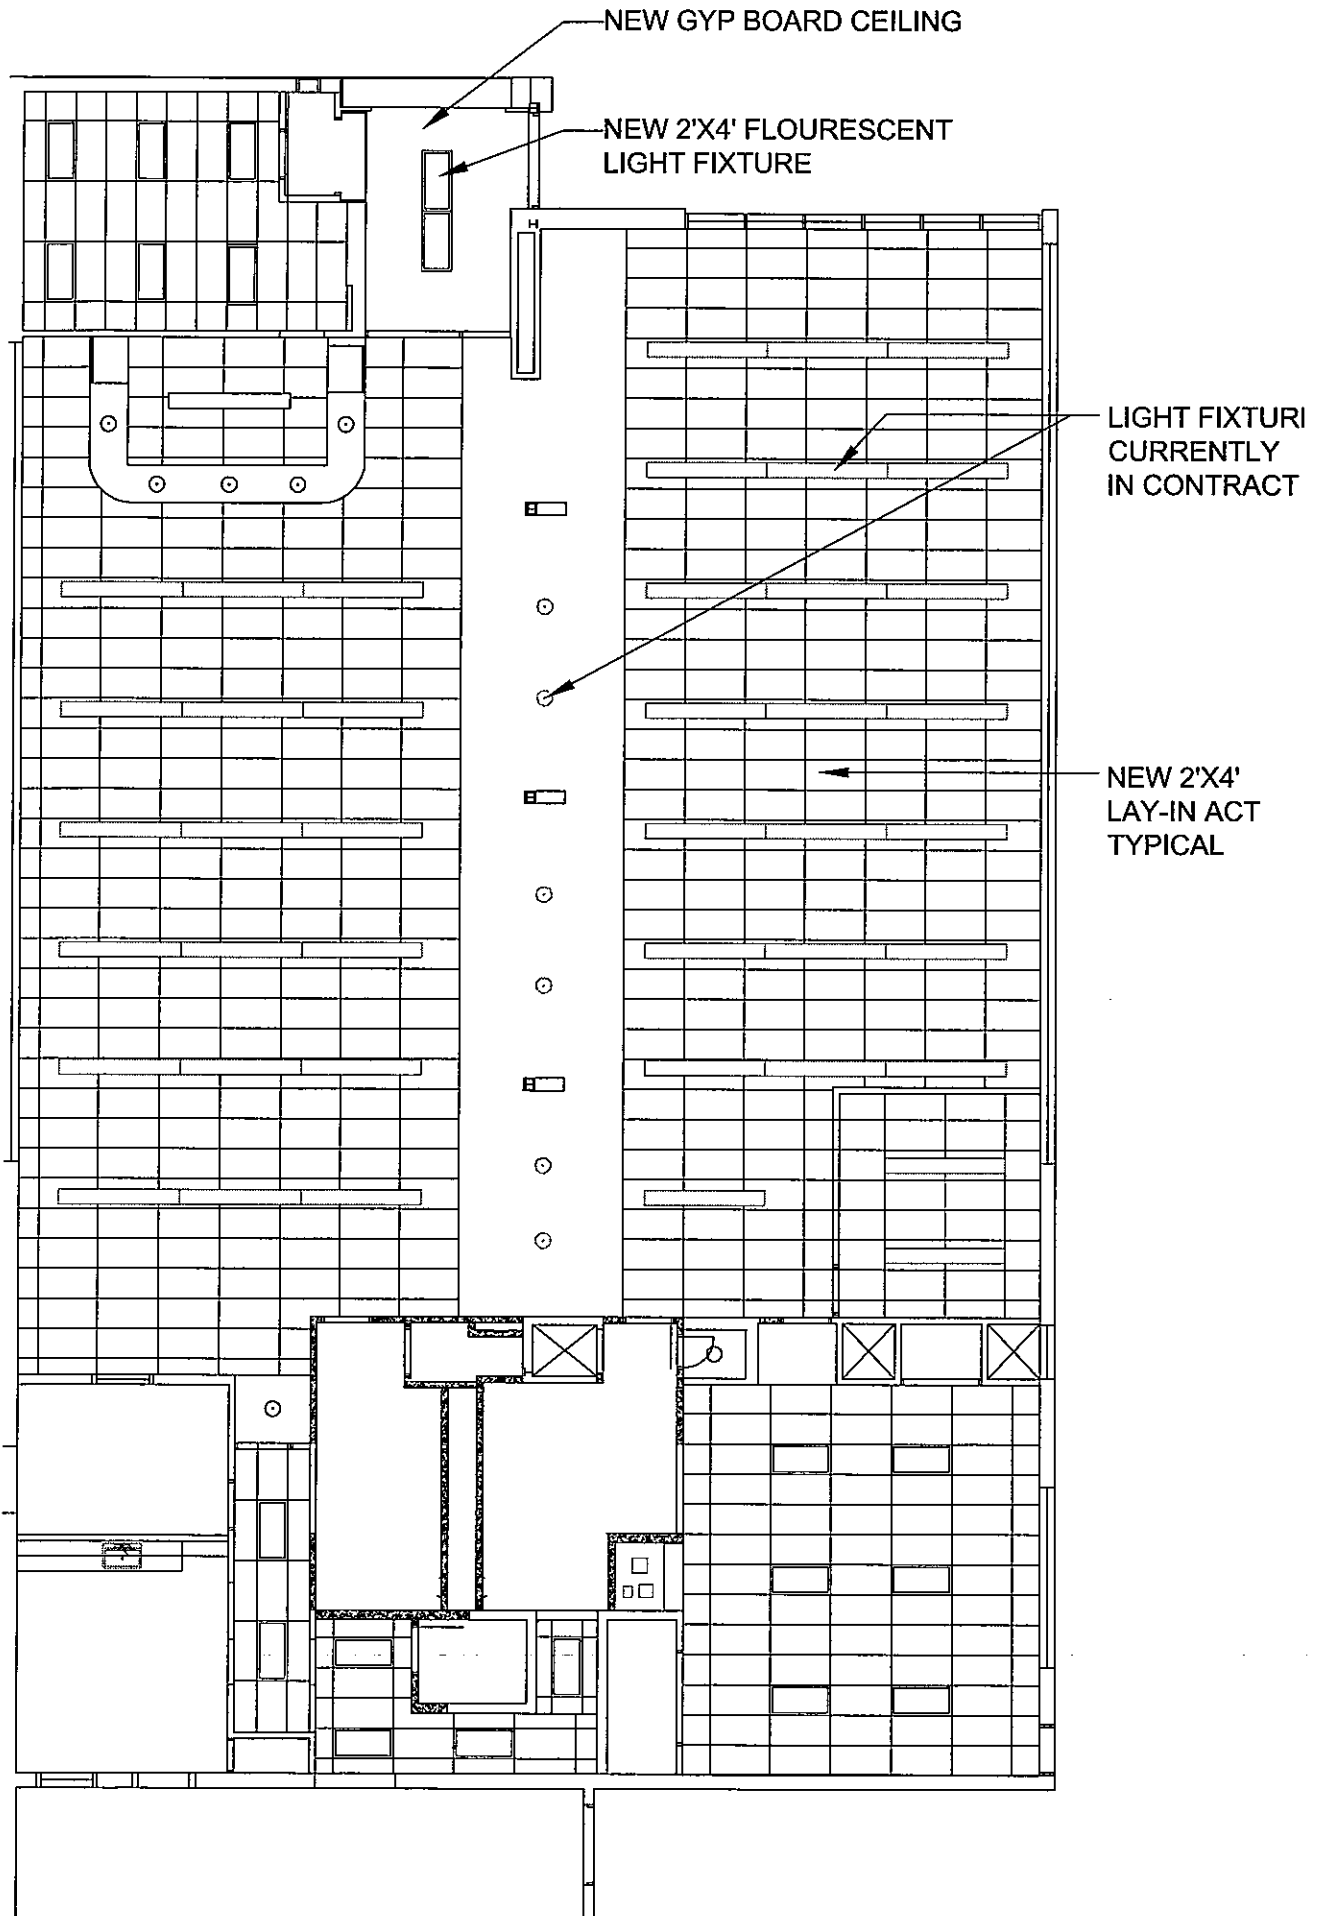 NEW GYP BOARD CEILING
NEW 2'X4' FLOURESCENT
LIGHT FIXTURE
LIGHT FIXTURI
CURRENTLY
IN CONTRACT
NEW 2'X4'
LAY-IN ACT
TYPICAL